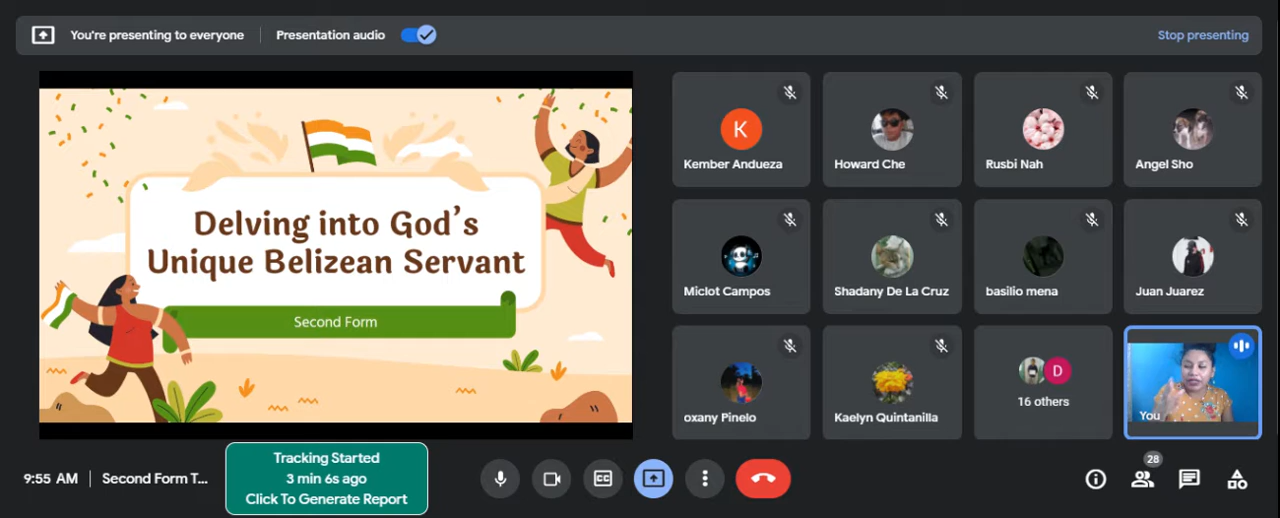 You're presenting to everyone
Presentation audio
Stop presenting
Delving into God's
Unique Belizean Servant
Second Form
K
Kember Andueza
Howard Che
Rusbi Nah
Angel Sho
Miclot Campos
Shadany De La Cruz
basilio mena
Juan Juarez
oxany Pinelo
Kaelyn Quintanilla
D
16 others
You
9:55 AM
Second Form T...
Tracking Started
3 min 6s ago
Click To Generate Report
CC
28